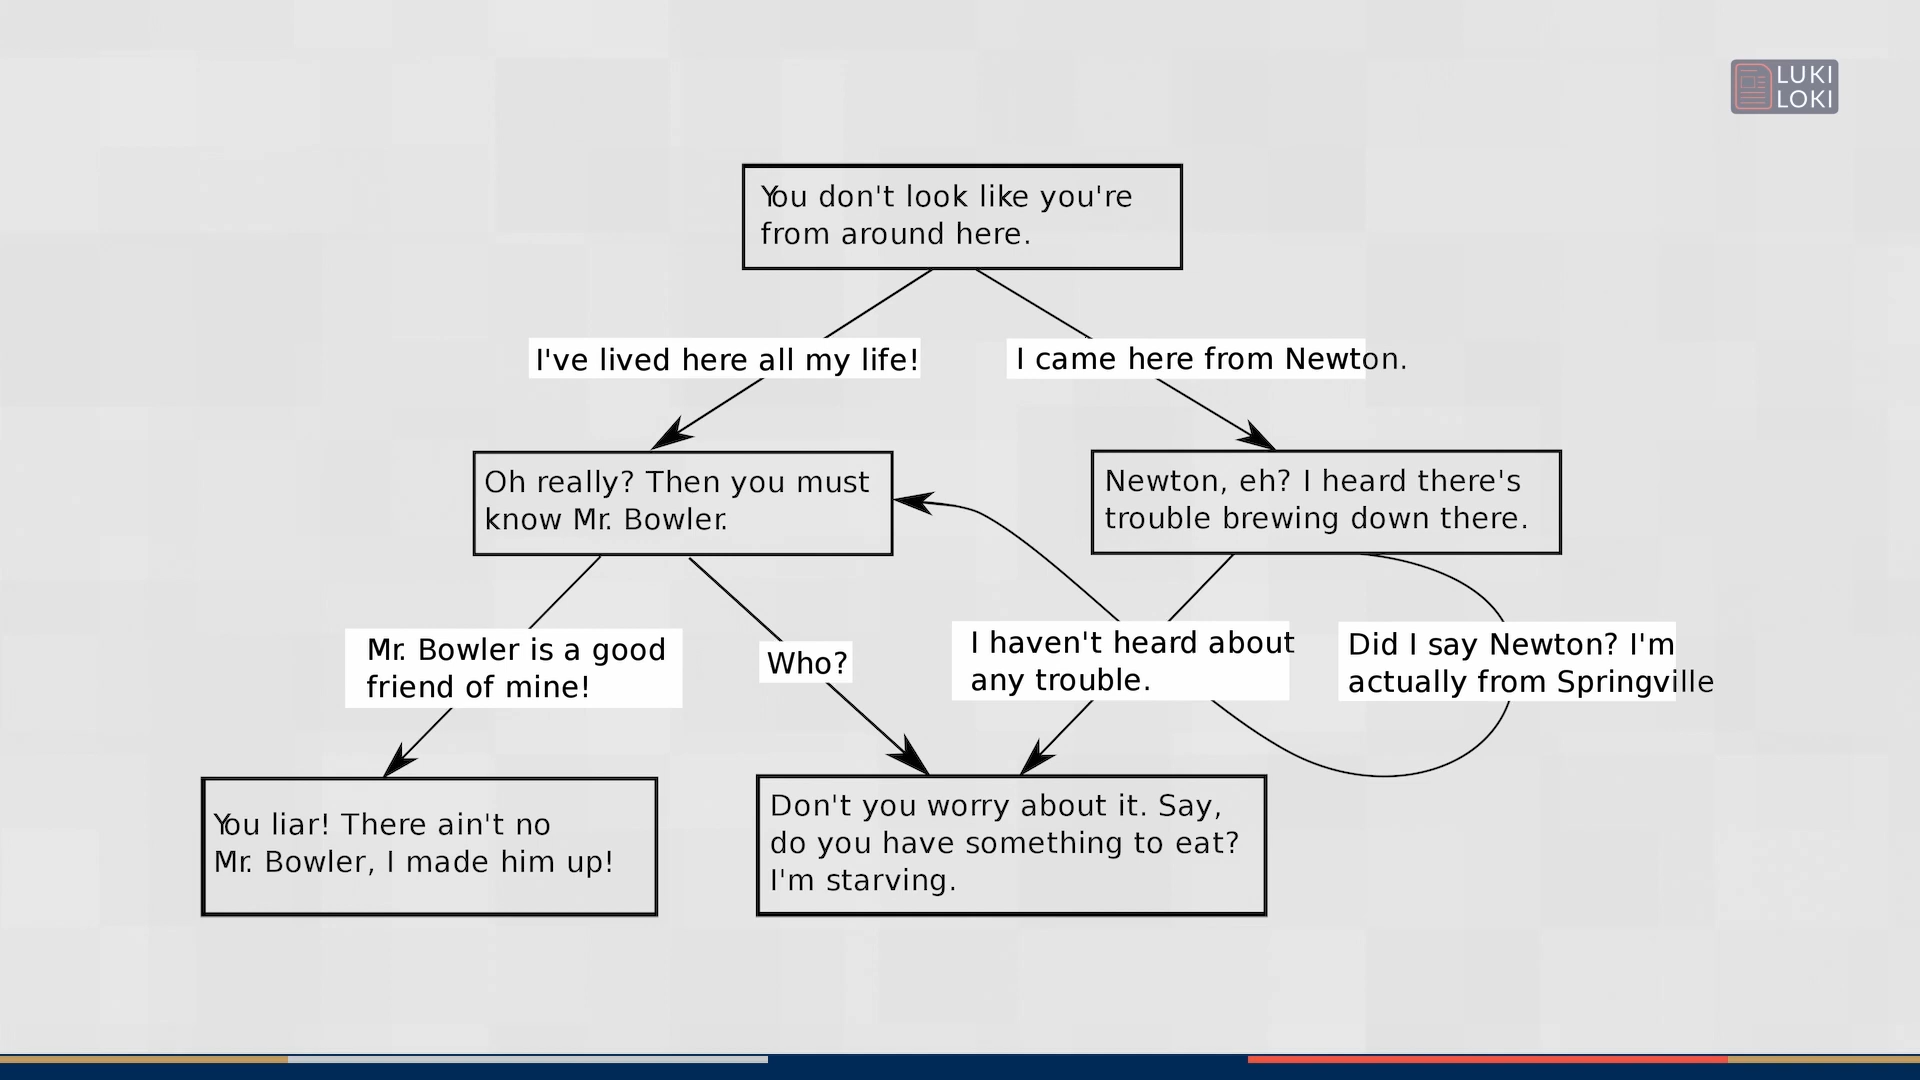 LUKI
LOKI
You don't look like you're
from around here.
I've lived here all my life!
I came here from Newton.
Oh really? Then you must
know Mr. Bowler.
Newton, eh? I heard there's
trouble brewing down there.
Mr. Bowler is a good
friend of mine!
Who?
I haven't heard about
any trouble.
Did I say Newton? I'm
actually from Springville
You liar! There ain't no
Mr. Bowler, I made him up!
Don't you worry about it. Say,
do you have something to eat?
I'm starving.